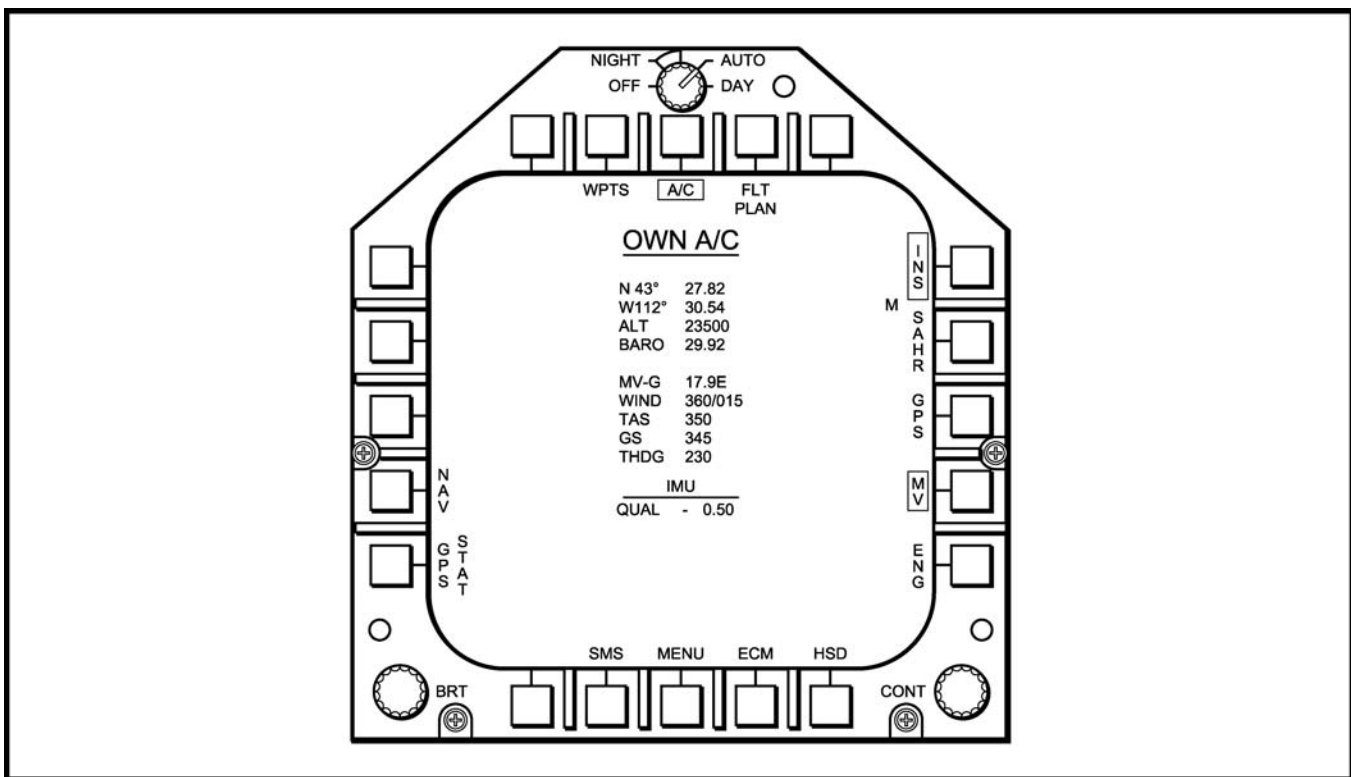 NIGHT AUTO
OFF DAY
WPTS A/C FLT
PLAN
OWN A/C
INS
N 43° 27.82
W112° 30.54
ALT 23500
BARO 29.92
M
SAHR
MV-G 17.9E
WIND 360/015
TAS 350
GS 345
THDG 230
GPS
IMU
QUAL - 0.50
NAV
MV
GPS
STAT
ENG
SMS MENU ECM HSD
BRT CONT